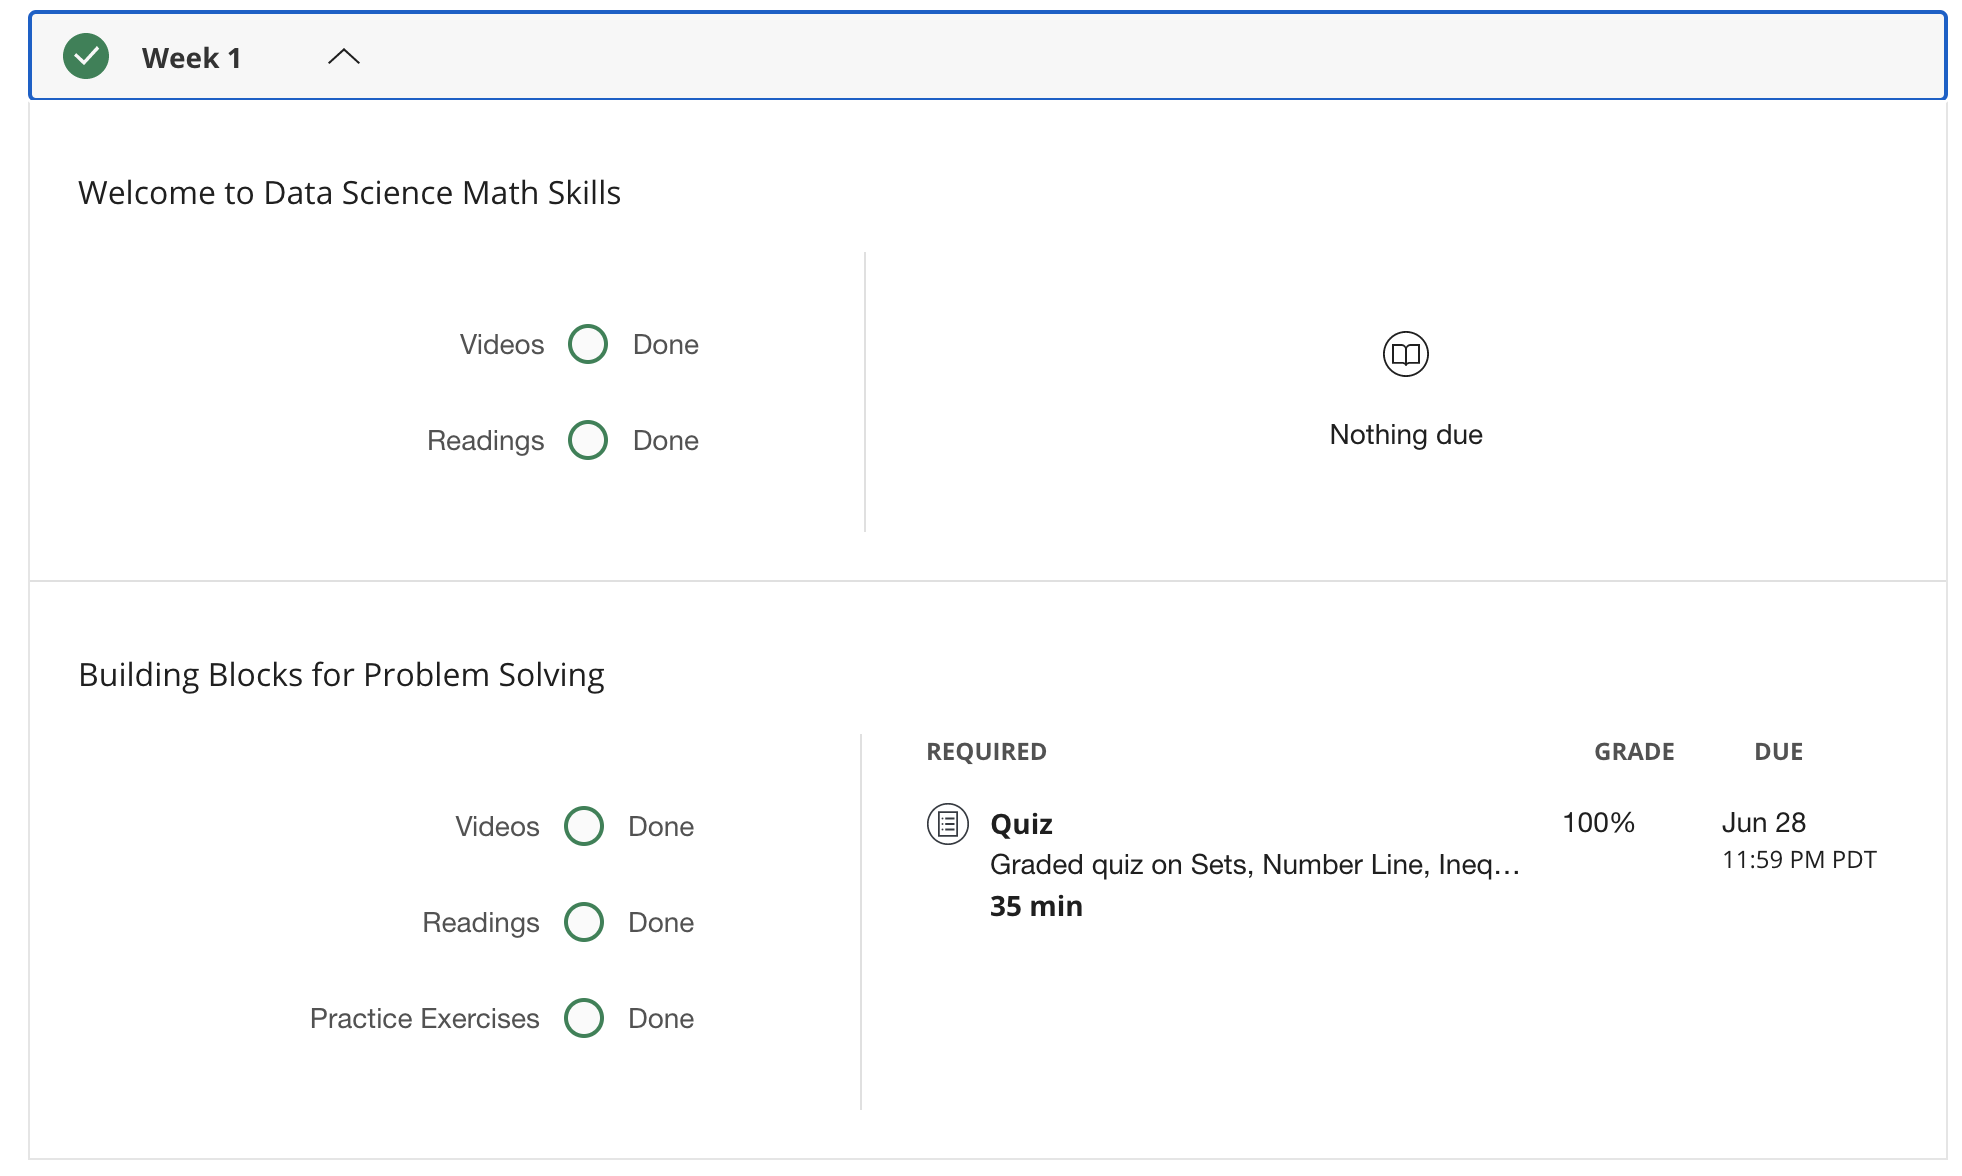 Week 1
Welcome to Data Science Math Skills
Videos Done
Readings Done
Nothing due
Building Blocks for Problem Solving
Videos Done
Readings Done
Practice Exercises Done
REQUIRED GRADE DUE
Quiz 100% Jun 28
Graded quiz on Sets, Number Line, Ineq... 11:59 PM PDT
35 min